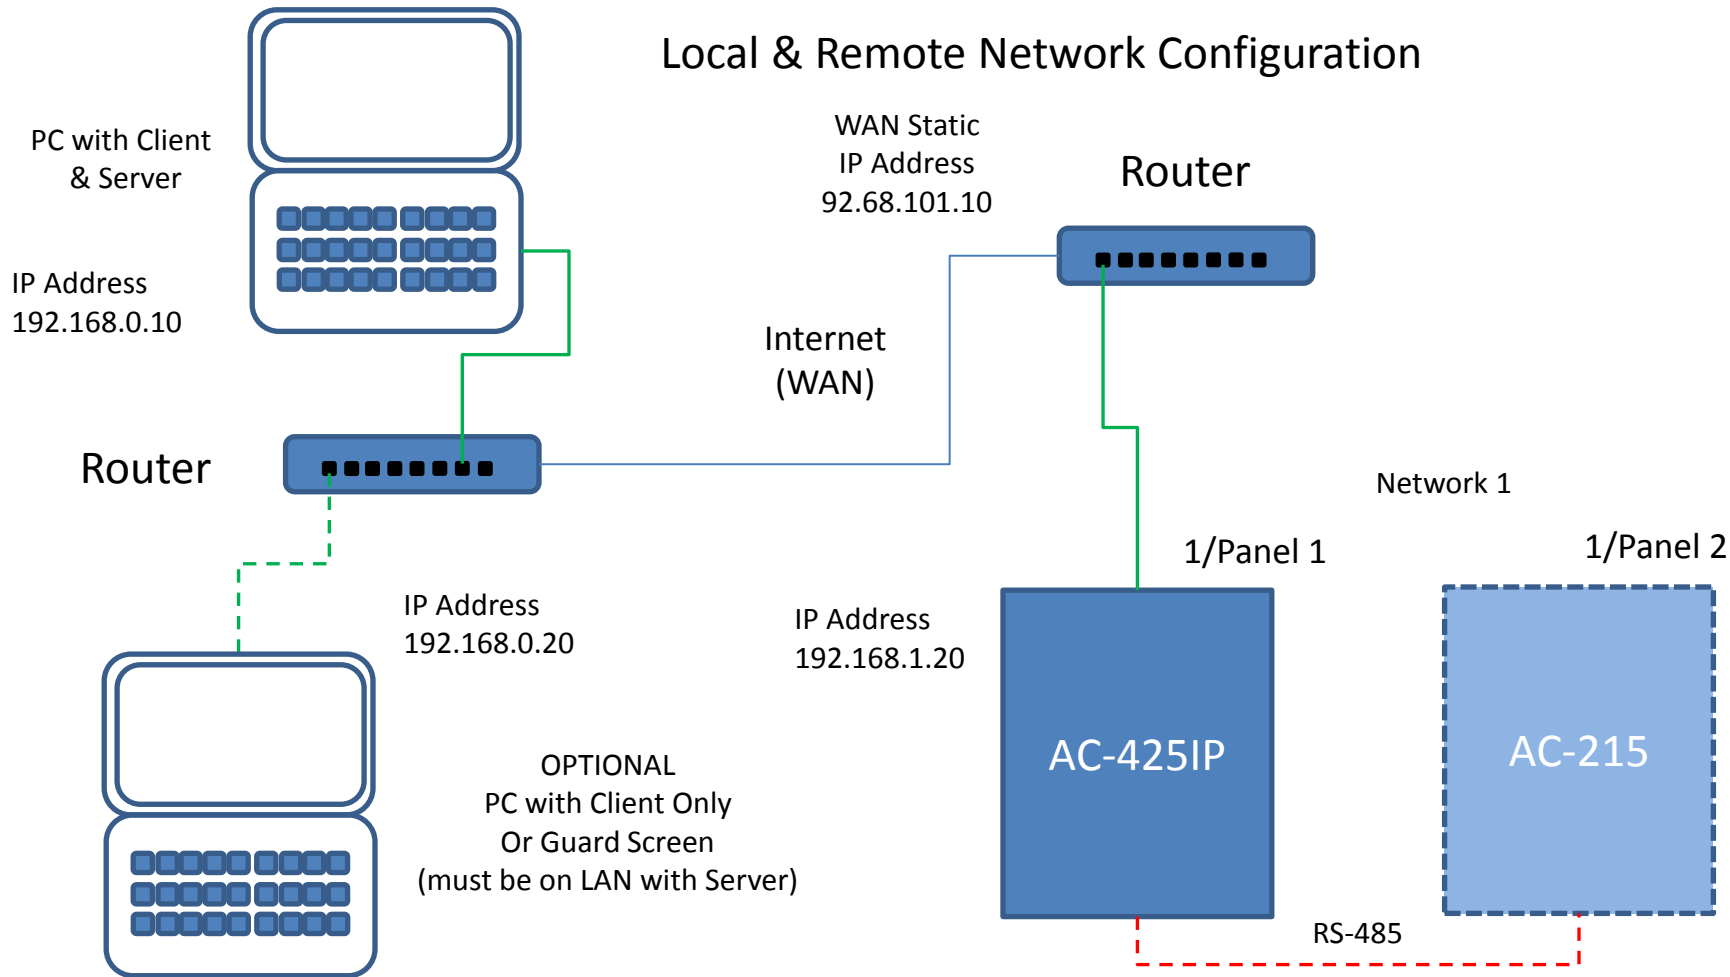 Local & Remote Network Configuration
PC with Client
& Server
IP Address
192.168.0.10
WAN Static
IP Address
92.68.101.10
Router
Internet
(WAN)
Router
Network 1
1/Panel 1
1/Panel 2
IP Address
192.168.0.20
IP Address
192.168.1.20
AC-425IP
AC-215
OPTIONAL
PC with Client Only
Or Guard Screen
(must be on LAN with Server)
RS-485